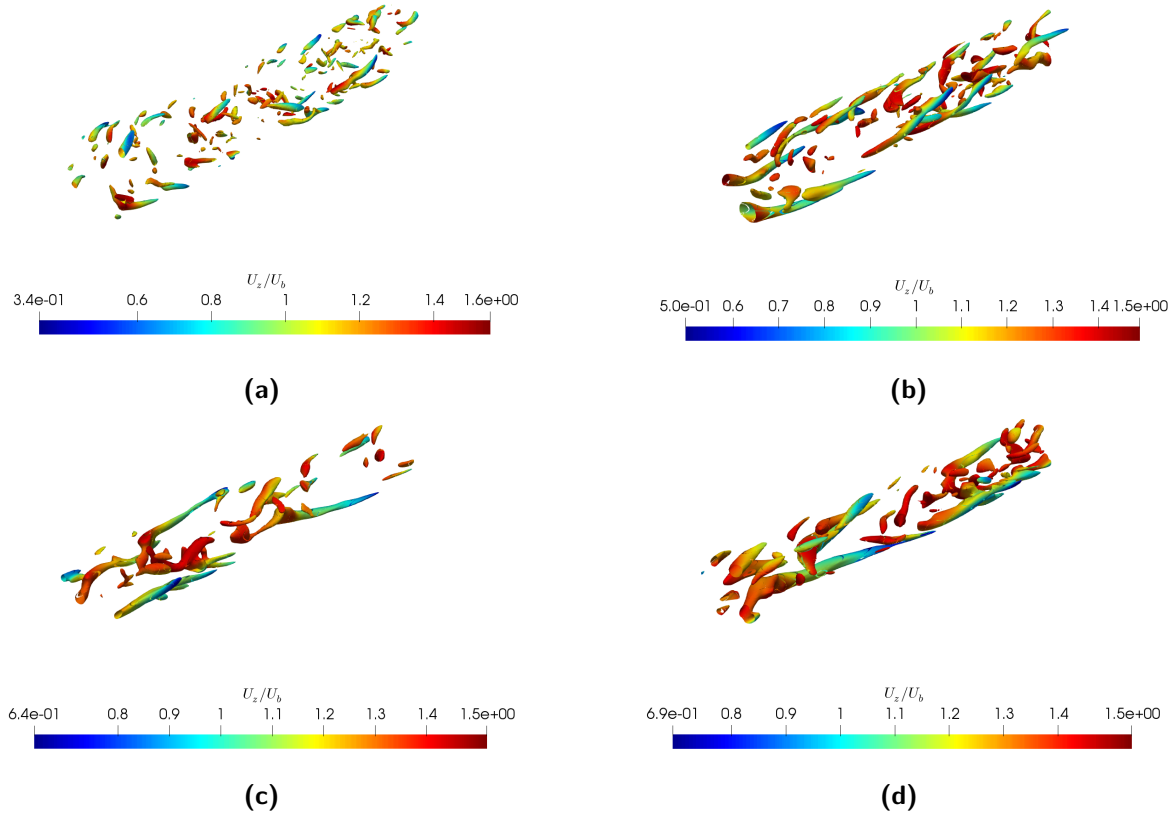 U_z/U_b
3.4e-01 0.6 0.8 1 1.2 1.4 1.6e+00
(a)
U_z/U_b
5.0e-01 0.6 0.7 0.8 0.9 1 1.1 1.2 1.3 1.4 1.5e+00
(b)
U_z/U_b
6.4e-01 0.8 0.9 1 1.1 1.2 1.3 1.4 1.5e+00
(c)
U_z/U_b
6.9e-01 0.8 0.9 1 1.1 1.2 1.3 1.5e+00
(d)